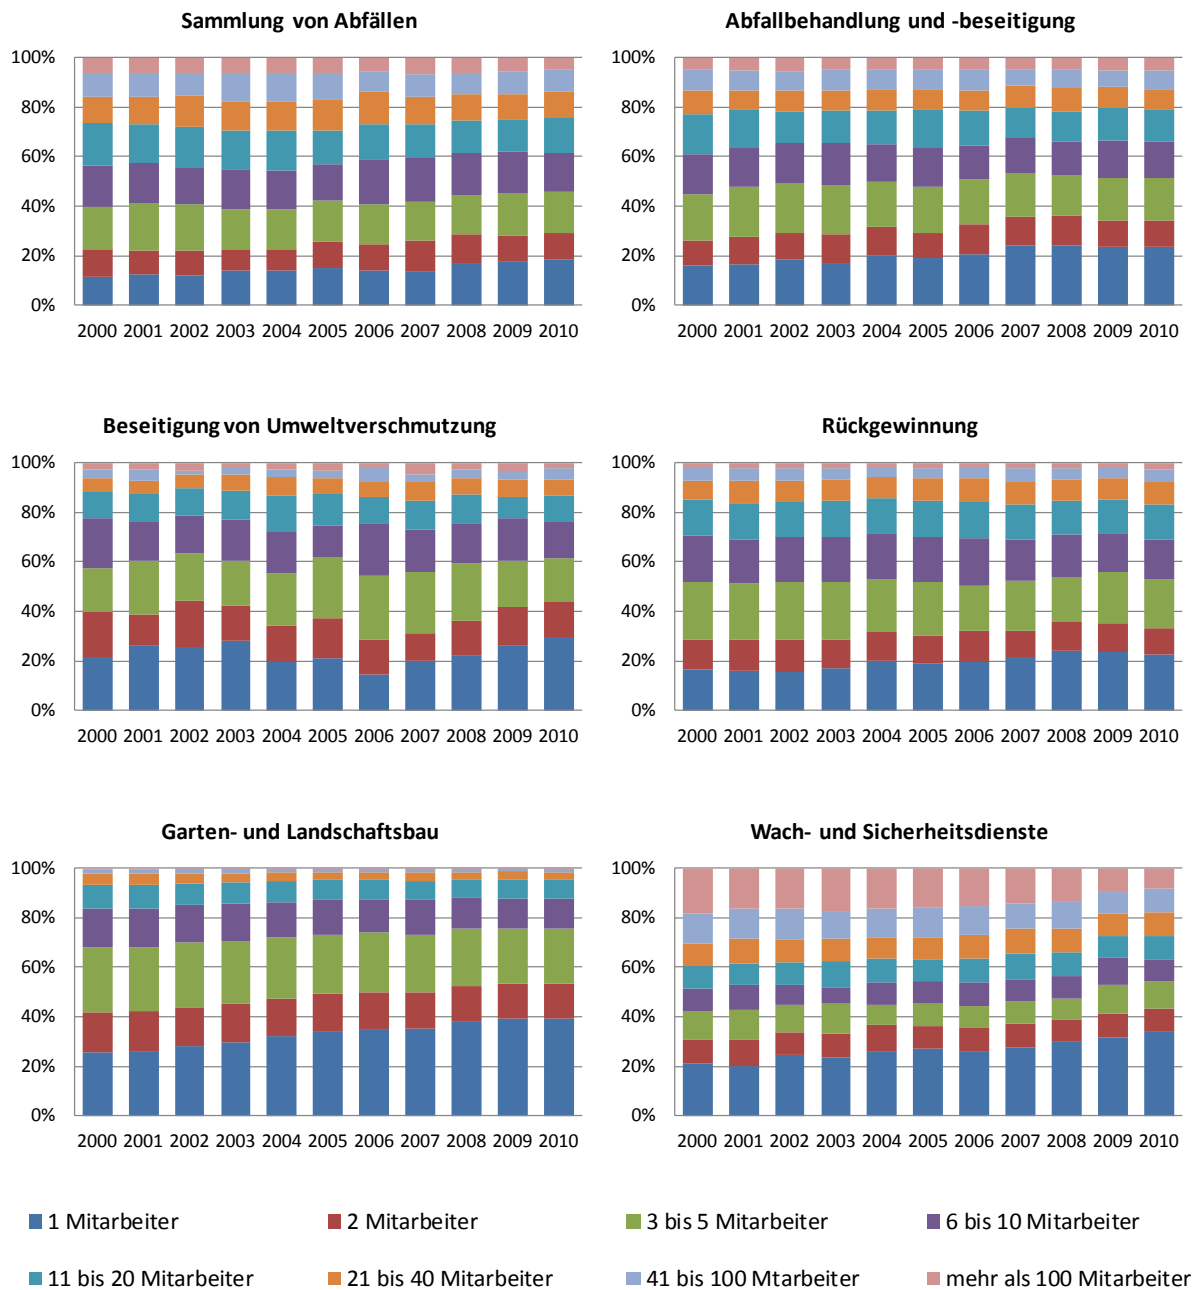 Sammlung von Abfällen
100%
80%
60%
40%
20%
0%
2000 2001 2002 2003 2004 2005 2006 2007 2008 2009 2010
Abfallbehandlung und -beseitigung
100%
80%
60%
40%
20%
0%
2000 2001 2002 2003 2004 2005 2006 2007 2008 2009 2010
Beseitigung von Umweltverschmutzung
100%
80%
60%
40%
20%
0%
2000 2001 2002 2003 2004 2005 2006 2007 2008 2009 2010
Rückgewinnung
100%
80%
60%
40%
20%
0%
2000 2001 2002 2003 2004 2005 2006 2007 2008 2009 2010
Garten- und Landschaftsbau
100%
80%
60%
40%
20%
0%
2000 2001 2002 2003 2004 2005 2006 2007 2008 2009 2010
Wach- und Sicherheitsdienste
100%
80%
60%
40%
20%
0%
2000 2001 2002 2003 2004 2005 2006 2007 2008 2009 2010
1 Mitarbeiter 2 Mitarbeiter 3 bis 5 Mitarbeiter 6 bis 10 Mitarbeiter
11 bis 20 Mitarbeiter 21 bis 40 Mitarbeiter 41 bis 100 Mtarbeiter mehr als 100 Mitarbeiter